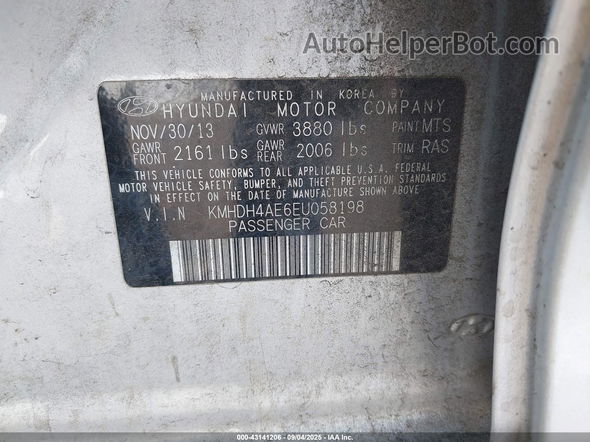 AutoHelperBot.com
MANUFACTURED IN KOREA BY
HYUNDAI MOTOR COMPANY
NOV/30/13 GVWR 3880 lbs PAINT MTS
GAWR FRONT 2161 lbs GAWR REAR 2006 lbs TRIM RAS
THIS VEHICLE CONFORMS TO ALL APPLICABLE U.S.A. FEDERAL
MOTOR VEHICLE SAFETY, BUMPER, AND THEFT PREVENTION STANDARDS
IN EFFECT ON THE DATE OF MANUFACTURE SHOWN ABOVE.
V.I.N KMHDH4AE6EU058198
PASSENGER CAR
© - 43141206 - 09/04/2025 - © IAA Inc.